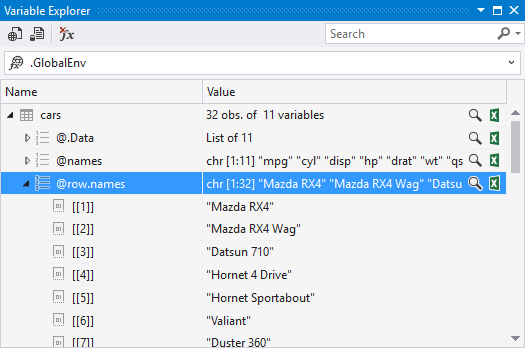 Variable Explorer
Search
.GlobalEnv
Name Value
cars 32 obs. of 11 variables
@.Data List of 11
@names chr [1:11] "mpg" "cyl" "disp" "hp" "drat" "wt" "qs
@row.names chr [1:32] "Mazda RX4" "Mazda RX4 Wag" "Datsu
[[1]] "Mazda RX4"
[[2]] "Mazda RX4 Wag"
[[3]] "Datsun 710"
[[4]] "Hornet 4 Drive"
[[5]] "Hornet Sportabout"
[[6]] "Valiant"
[[7]] "Duster 360"